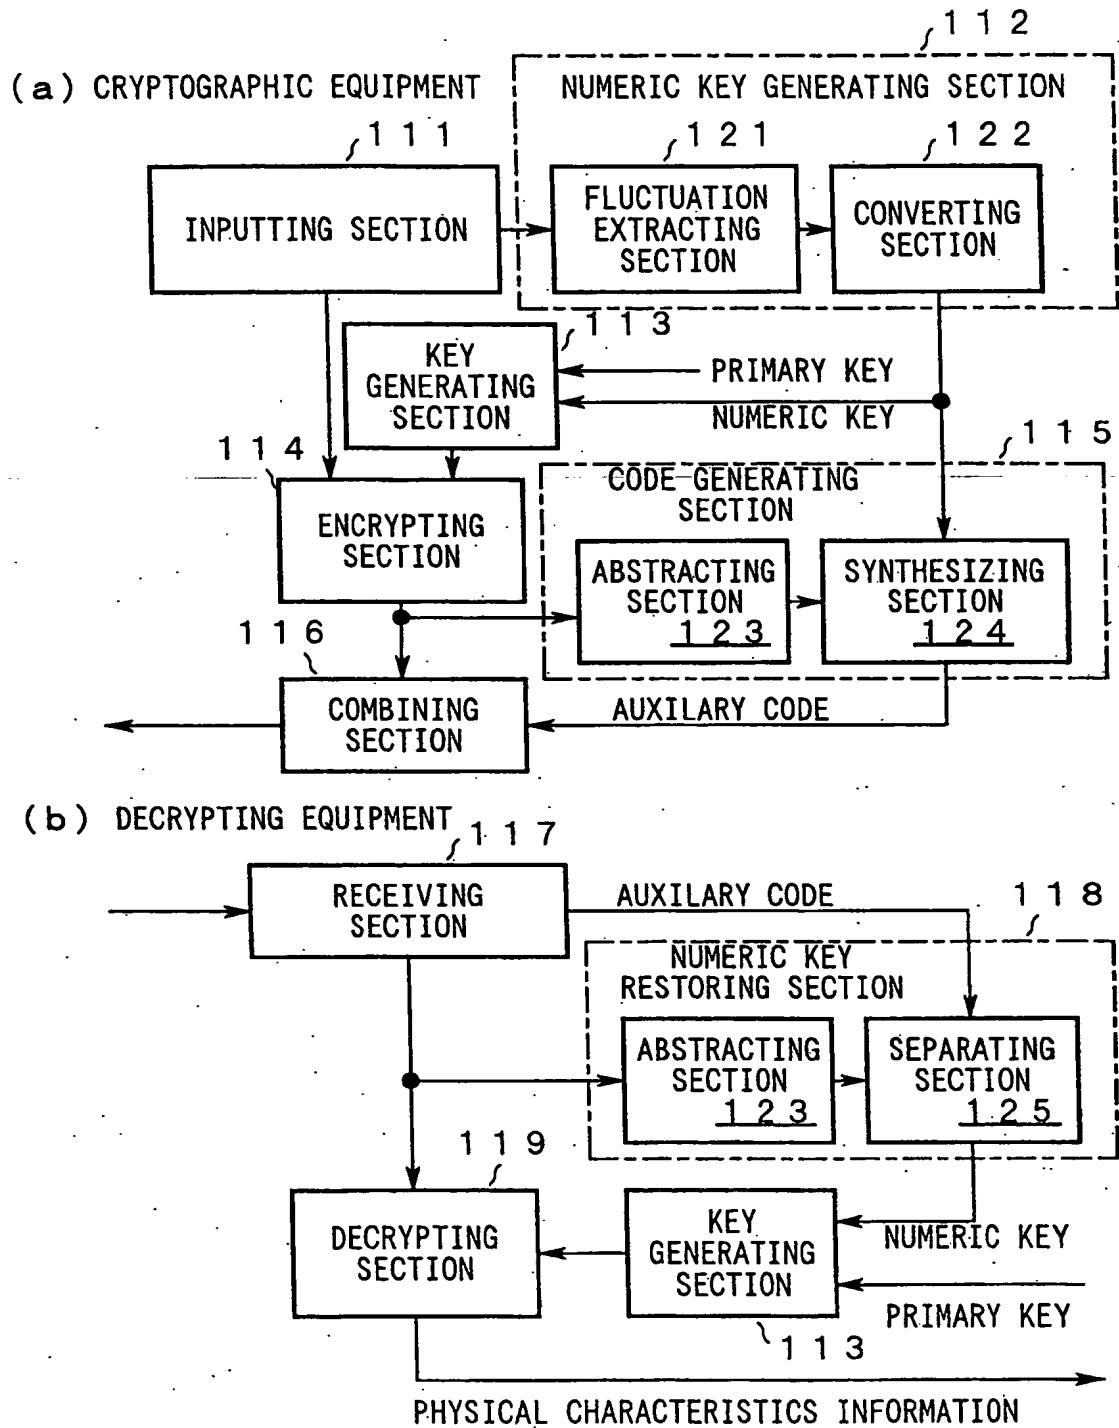 112
(a) CRYPTOGRAPHIC EQUIPMENT
NUMERIC KEY GENERATING SECTION
111
121
122
INPUTTING SECTION
FLUCTUATION
EXTRACTING
SECTION
CONVERTING
SECTION
113
KEY
GENERATING
SECTION
PRIMARY KEY
NUMERIC KEY
114
115
CODE GENERATING
SECTION
ENCRYPTING
SECTION
ABSTRACTING
SECTION
123
SYNTHESIZING
SECTION
124
116
COMBINING
SECTION
AUXILARY CODE
(b) DECRYPTING EQUIPMENT
117
RECEIVING
SECTION
AUXILARY CODE
118
NUMERIC KEY
RESTORING SECTION
ABSTRACTING
SECTION
123
SEPARATING
SECTION
125
119
DECRYPTING
SECTION
KEY
GENERATING
SECTION
NUMERIC KEY
PRIMARY KEY
113
PHYSICAL CHARACTERISTICS INFORMATION